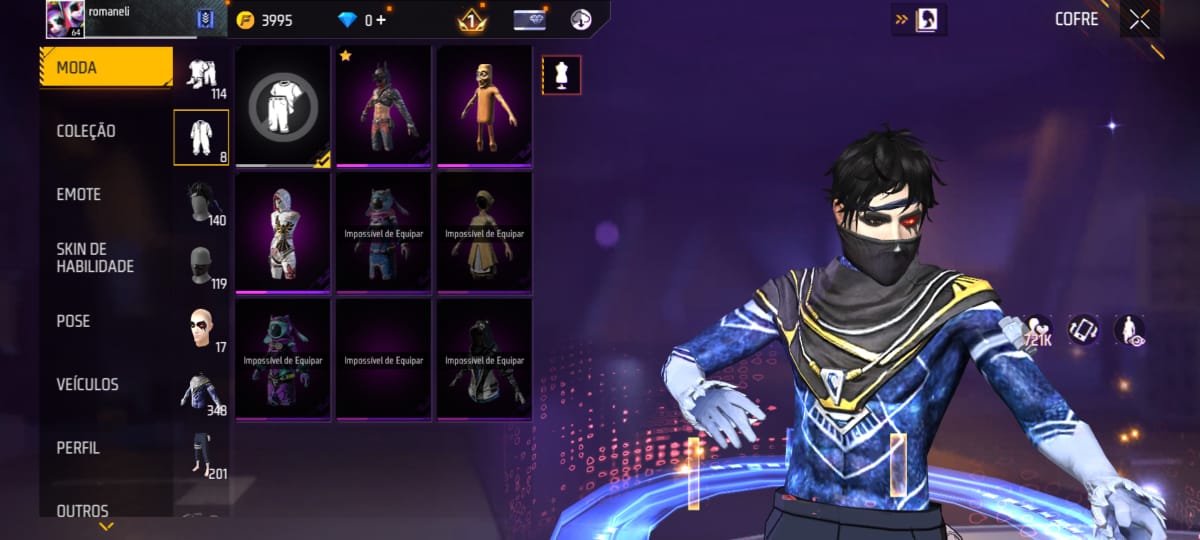 romaneli
64
3995
0 +
1
COFRE
MODA
114
COLEÇÃO
8
EMOTE
140
SKIN DE
HABILIDADE
119
POSE
17
VEÍCULOS
348
PERFIL
201
OUTROS
Impossível de Equipar
Impossível de Equipar
Impossível de Equipar
Impossível de Equipar
Impossível de Equipar
721K